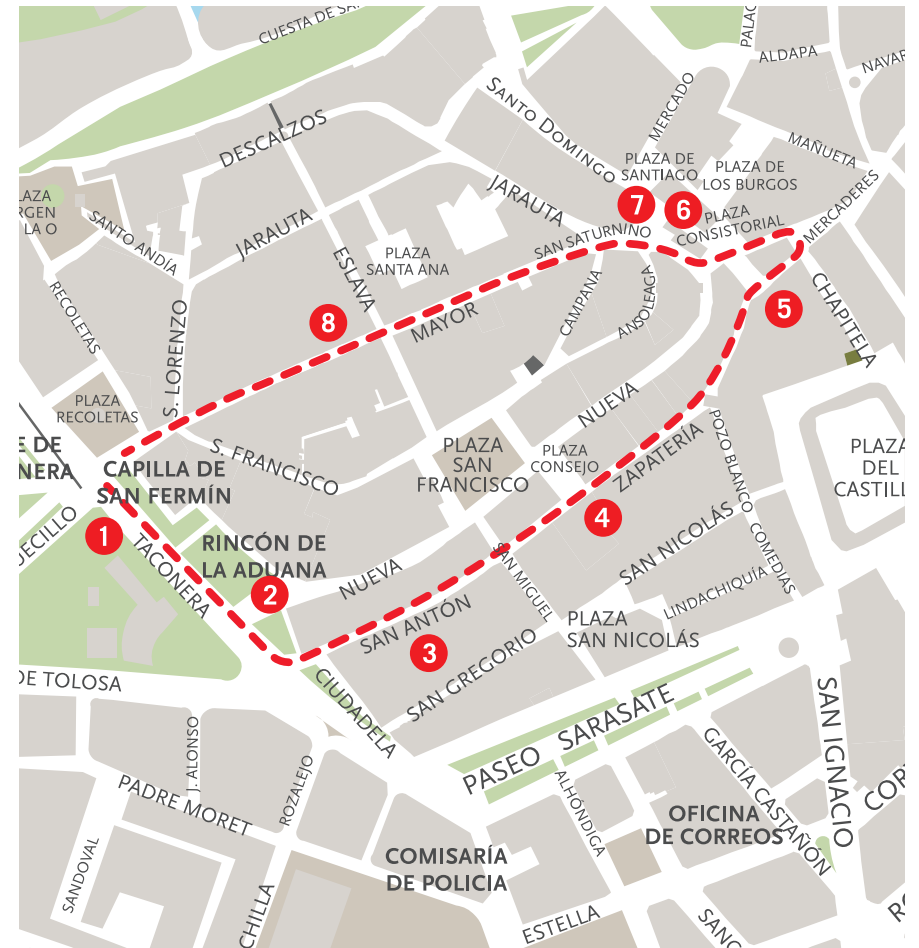 CUESTA DE SA
PALAC
ALDAPA
NAVAR
SANTO DOMINGO
MERCADO
DESCALZOS
MAÑUETA
PLAZA DE
SANTIAGO
PLAZA DE
LOS BURGOS
JARAUTA
7
6
PLAZA
CONSISTORIAL
MERCADERES
LAZA
RGEN
LA O
SANTO ANDÍA
JARAUTA
ESLAVA
PLAZA
SANTA ANA
SAN SATURNINO
RECOLETAS
S. LORENZO
8
MAYOR
CAMPANA
ANSOLEAGA
5
CHAPITELA
PLAZA
RECOLETAS
S. FRANCISCO
NUEVA
PLAZA
SAN
FRANCISCO
PLAZA
CONSEJO
ZAPATERÍA
POZO BLANCO
COMEDIAS
PLAZA
DEL
CASTILL
E DE
NERA
CAPILLA DE
SAN FERMÍN
DECILLO
1
TACONERA
RINCÓN DE
LA ADUANA
2
NUEVA
4
SAN MIGUEL
SAN NICOLÁS
LINDACHIQUÍA
SAN ANTÓN
3
PLAZA
SAN NICOLÁS
SAN GREGORIO
DE TOLOSA
CIUDADELA
PASEO SARASATE
SAN IGNACIO
J. ALONSO
ROZALEJO
PADRE MORET
GARCÍA CASTAÑÓN
COR
ALHÓNDIGA
OFICINA
DE CORREOS
COMISARÍA
DE POLICIA
SANDOVAL
CHILLA
ESTELLA
SANC
RO